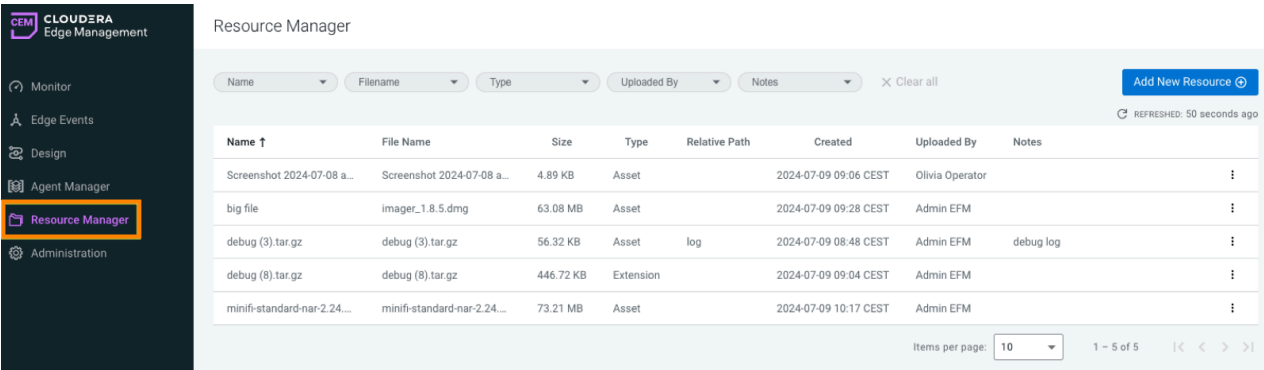 CEM
CLOUDERA
Edge Management
Monitor
Edge Events
Design
Agent Manager
Resource Manager
Administration
Resource Manager
Name Filename Type Uploaded By Notes Clear all Add New Resource
REFRESHED: 50 seconds ago
Name ↑ File Name Size Type Relative Path Created Uploaded By Notes
Screenshot 2024-07-08 a... Screenshot 2024-07-08 a... 4.89 KB Asset 2024-07-09 09:06 CEST Olivia Operator
big file imager_1.8.5.dmg 63.08 MB Asset 2024-07-09 09:28 CEST Admin EFM
debug (3).tar.gz debug (3).tar.gz 56.32 KB Asset log 2024-07-09 08:48 CEST Admin EFM debug log
debug (8).tar.gz debug (8).tar.gz 446.72 KB Extension 2024-07-09 09:04 CEST Admin EFM
minifi-standard-nar-2.24.... minifi-standard-nar-2.24.... 73.21 MB Asset 2024-07-09 10:17 CEST Admin EFM
Items per page: 10 1 – 5 of 5